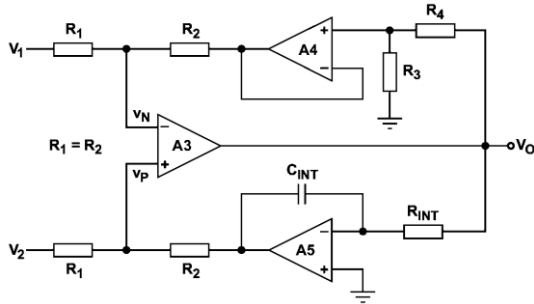 R1 R2 R4
V1 + A4 − R3
vN
R1 = R2 − A3 + VO
vP CINT
RINT
V2 − A5 +
R1 R2